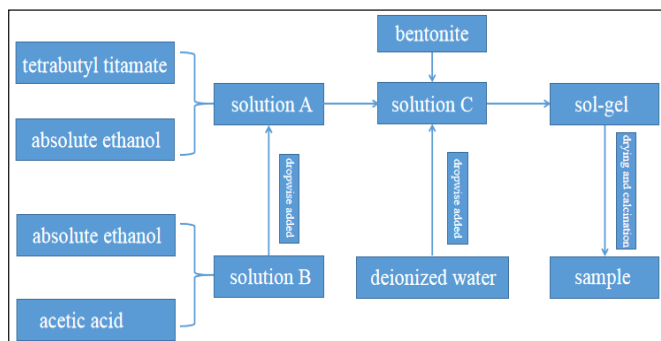 bentonite
tetrabutyl titamate
solution A
solution C
sol-gel
absolute ethanol
dropwise added
dropwise added
drying and calcination
absolute ethanol
solution B
deionized water
sample
acetic acid